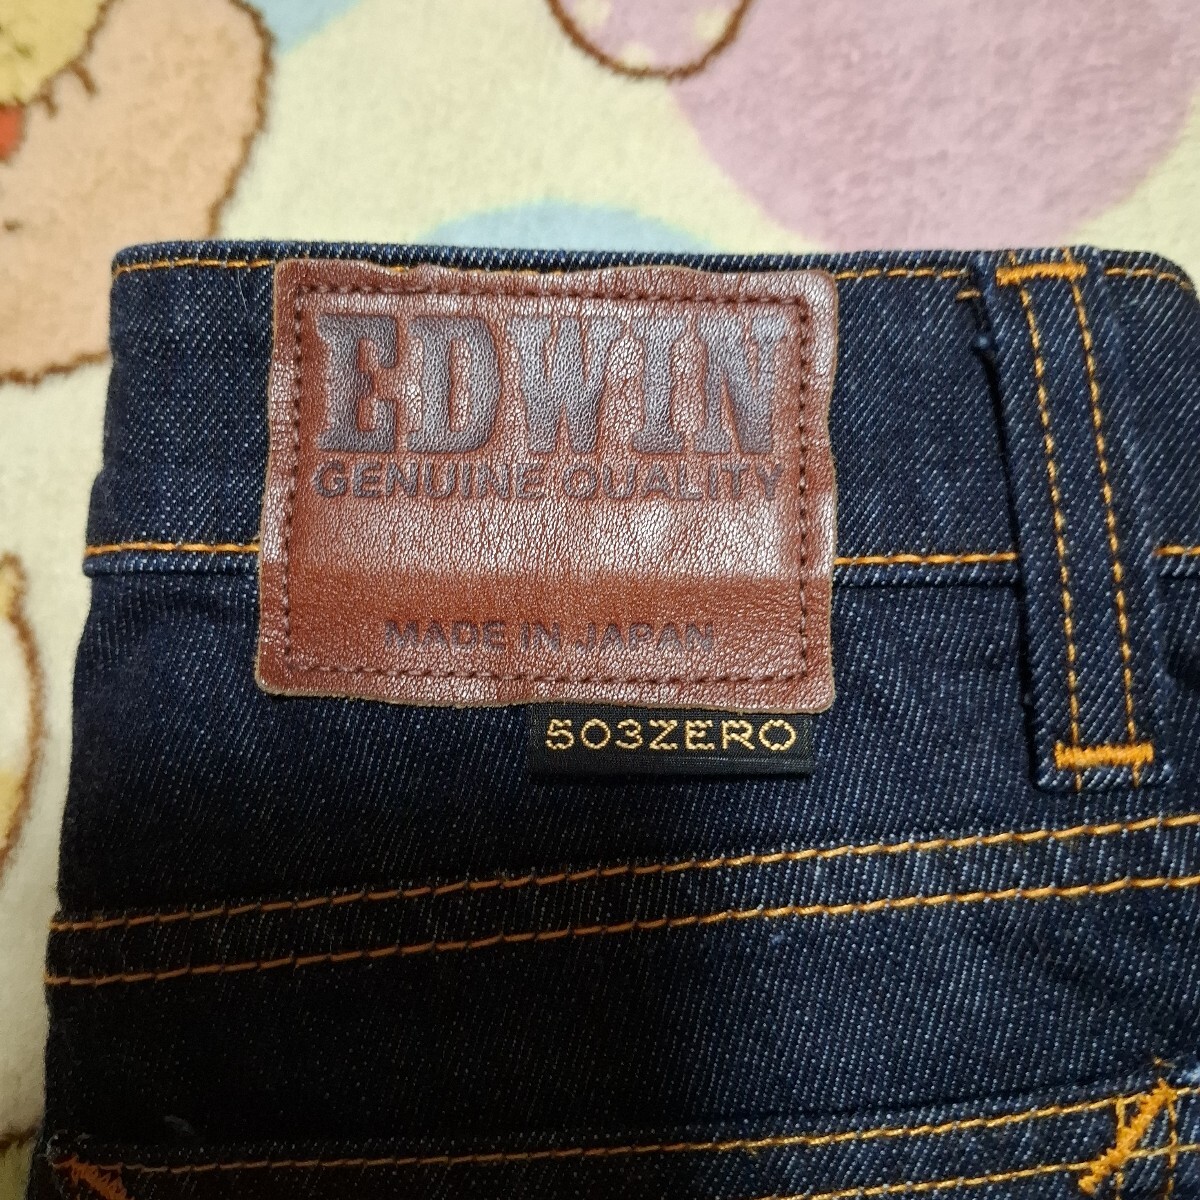 EDWIN
GENUINE QUALITY
MADE IN JAPAN
503ZERO